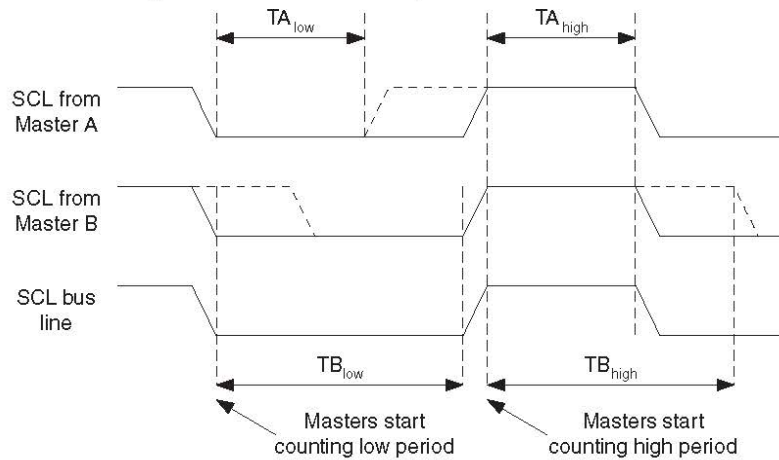 TA low
TA high
SCL from
Master A
SCL from
Master B
SCL bus
line
TB low
TB high
Masters start
counting low period
Masters start
counting high period